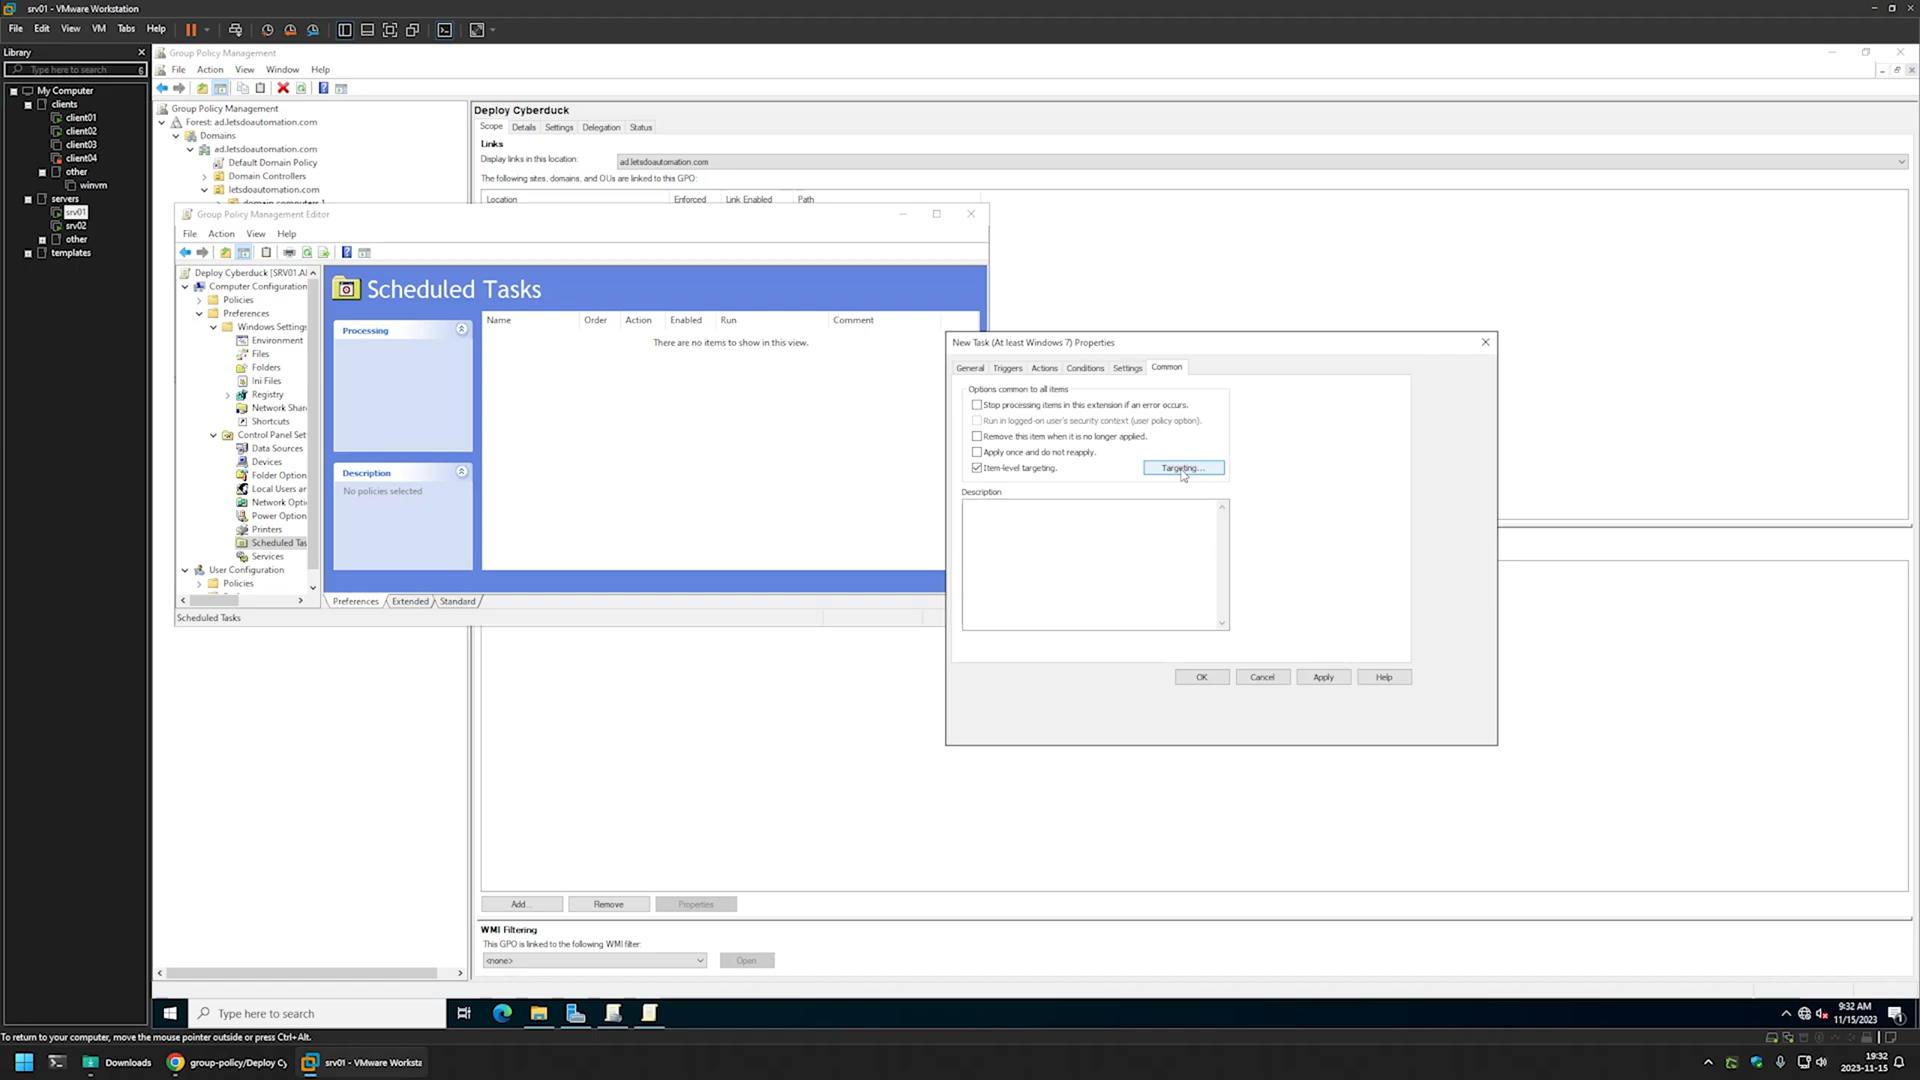 srv01 - VMware Workstation
File Edit View VM Tabs Help
Library
Type here to search
My Computer
clients
client01
client02
client03
client04
other
winvm
servers
srv01
srv02
other
templates
Group Policy Management
File Action View Window Help
Group Policy Management
Forest: ad.letsdoautomation.com
Domains
ad.letsdoautomation.com
Default Domain Policy
Domain Controllers
letsdoautomation.com
Deploy Cyberduck
Scope Details Settings Delegation Status
Links
Display links in this location:
ad.letsdoautomation.com
The following sites, domains, and OUs are linked to this GPO:
Location Enforced Link Enabled Path
Group Policy Management Editor
File Action View Help
Deploy Cyberduck [SRV01.A
Computer Configuration
Policies
Preferences
Windows Settings
Environment
Files
Folders
Ini Files
Registry
Network Shar
Shortcuts
Control Panel Set
Data Sources
Devices
Folder Option
Local Users ar
Network Opti
Power Option
Printers
Scheduled Tas
Services
User Configuration
Policies
Scheduled Tasks
Processing
Description
No policies selected
Name Order Action Enabled Run Comment
There are no items to show in this view.
Preferences Extended Standard
Scheduled Tasks
New Task (At least Windows 7) Properties
General Triggers Actions Conditions Settings Common
Options common to all items
Stop processing items in this extension if an error occurs.
Run in logged-on user's security context (user policy option).
Remove this item when it is no longer applied.
Apply once and do not reapply.
Item-level targeting.
Targeting...
Description
OK Cancel Apply Help
Add... Remove Properties
WMI Filtering
This GPO is linked to the following WMI filter:
<none>
Open
Type here to search
9:32 AM
11/15/2023
To return to your computer, move the mouse pointer outside or press Ctrl+Alt.
Downloads
group-policy/Deploy Cy
srv01 - VMware Worksta
19:32
2023-11-15